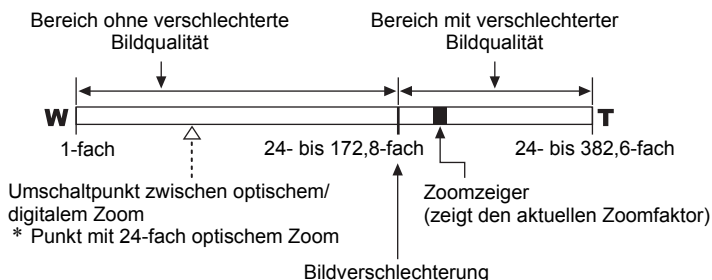 Bereich ohne verschlechterte
Bildqualität
Bereich mit verschlechterter
Bildqualität
W
T
1-fach
24- bis 172,8-fach
24- bis 382,6-fach
Umschaltpunkt zwischen optischem/
digitalem Zoom
* Punkt mit 24-fach optischem Zoom
Zoomzeiger
(zeigt den aktuellen Zoomfaktor)
Bildverschlechterung